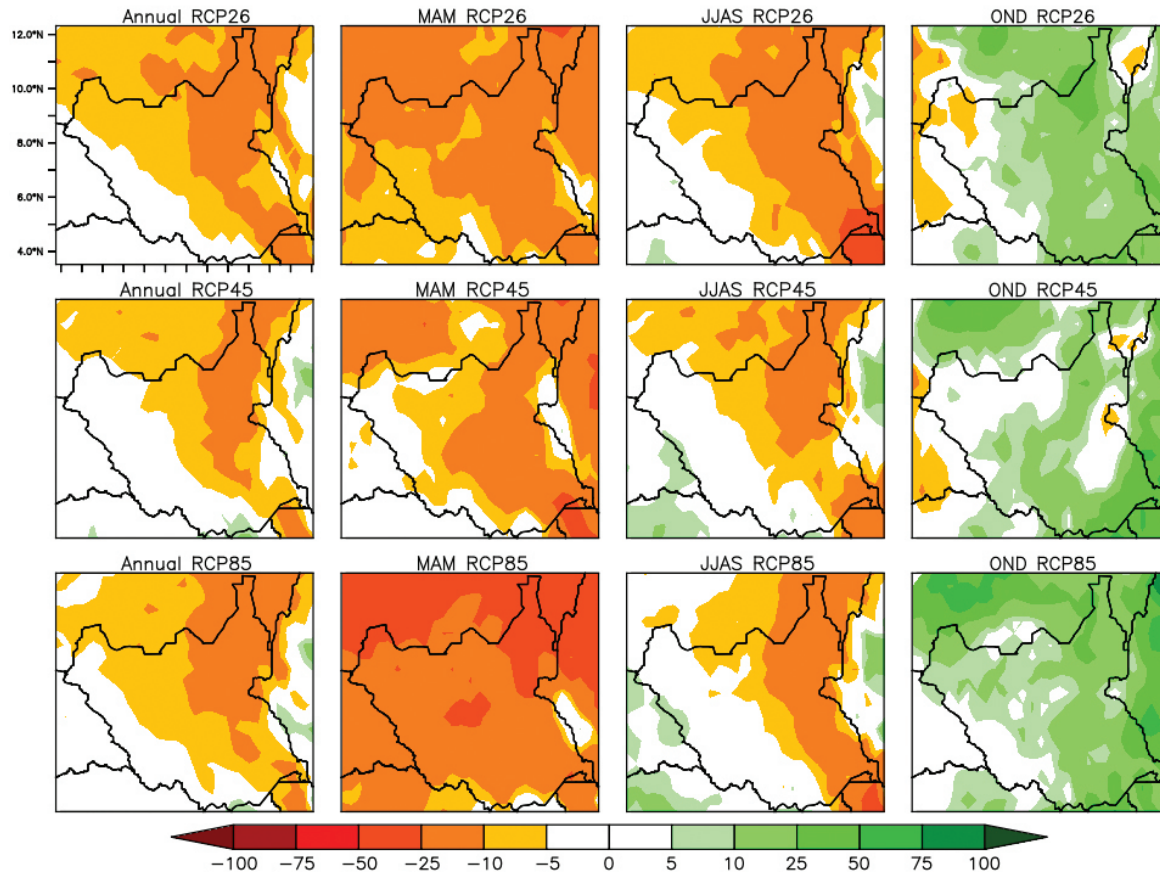 Annual RCP26 MAM RCP26 JJAS RCP26 OND RCP26
12.0°N
10.0°N
8.0°N
6.0°N
4.0°N
Annual RCP45 MAM RCP45 JJAS RCP45 OND RCP45
Annual RCP85 MAM RCP85 JJAS RCP85 OND RCP85
−100 −75 −50 −25 −10 −5 0 5 10 25 50 75 100